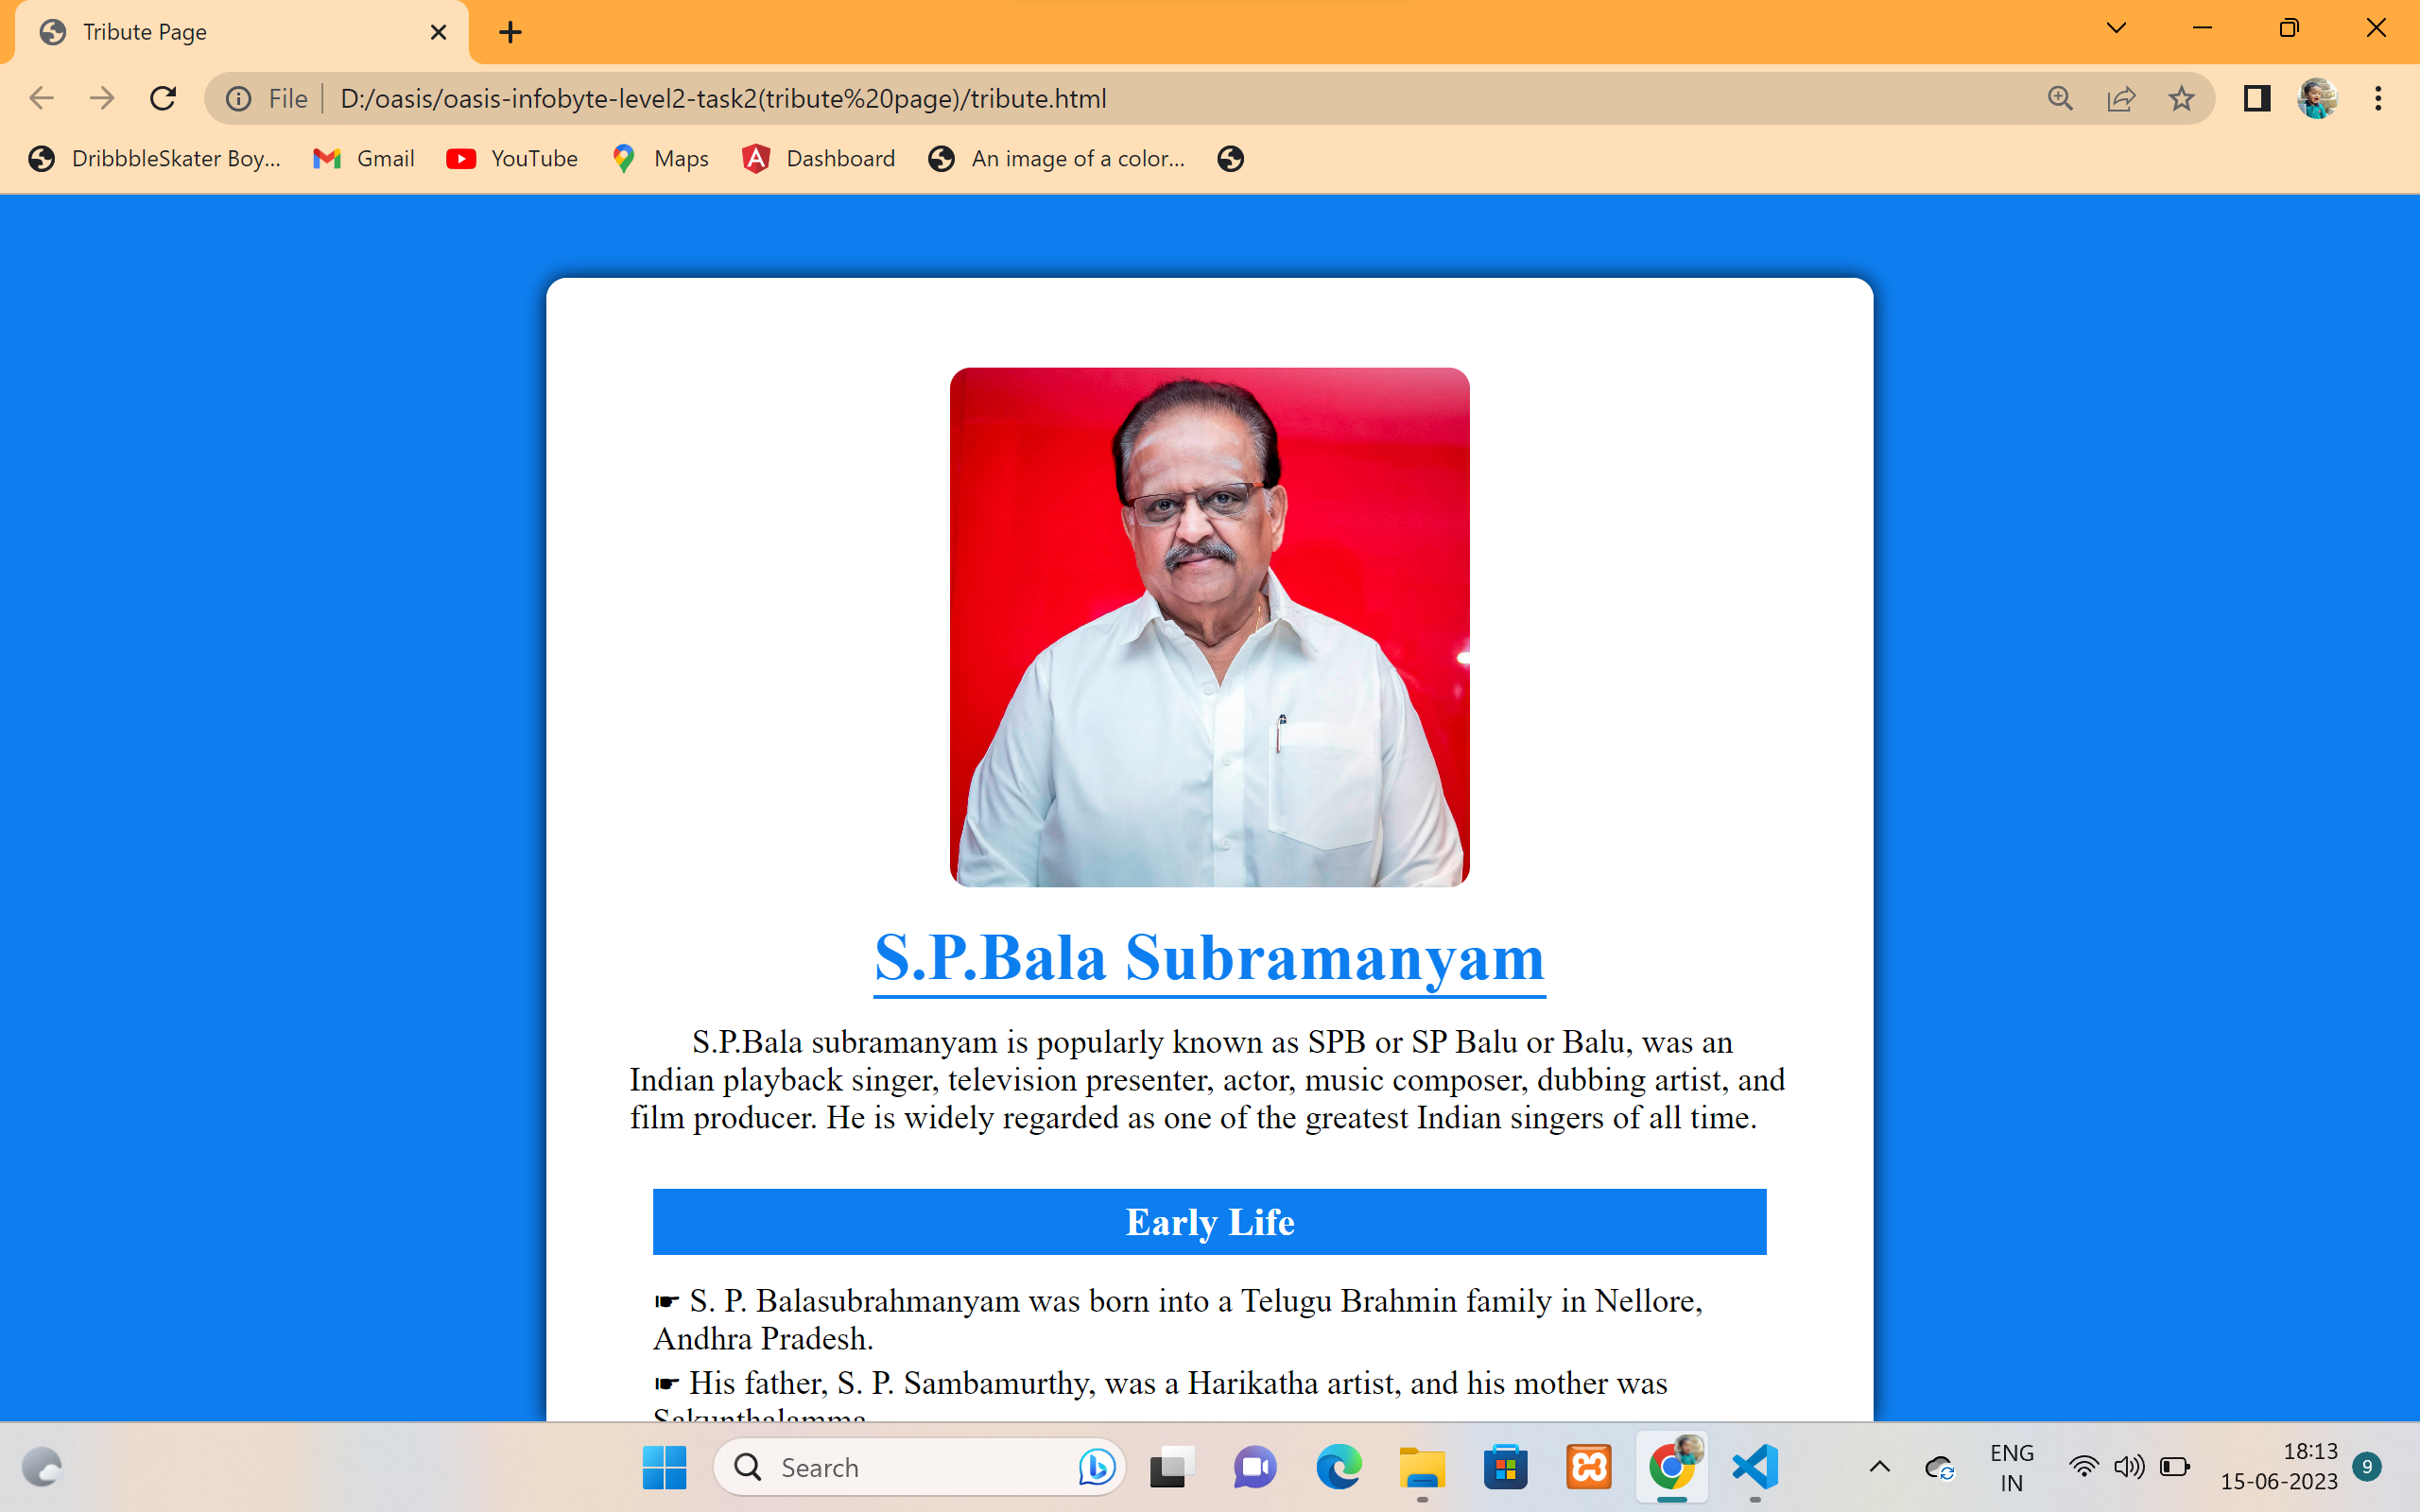 Tribute Page
File
D:/oasis/oasis-infobyte-level2-task2(tribute%20page)/tribute.html
DribbbleSkater Boy...
Gmail
YouTube
Maps
Dashboard
An image of a color...
S.P.Bala Subramanyam
S.P.Bala subramanyam is popularly known as SPB or SP Balu or Balu, was an
Indian playback singer, television presenter, actor, music composer, dubbing artist, and
film producer. He is widely regarded as one of the greatest Indian singers of all time.
Early Life
☛ S. P. Balasubrahmanyam was born into a Telugu Brahmin family in Nellore,
Andhra Pradesh.
☛ His father, S. P. Sambamurthy, was a Harikatha artist, and his mother was
Sakunthalamma
Search
ENG
IN
18:13
15-06-2023
9